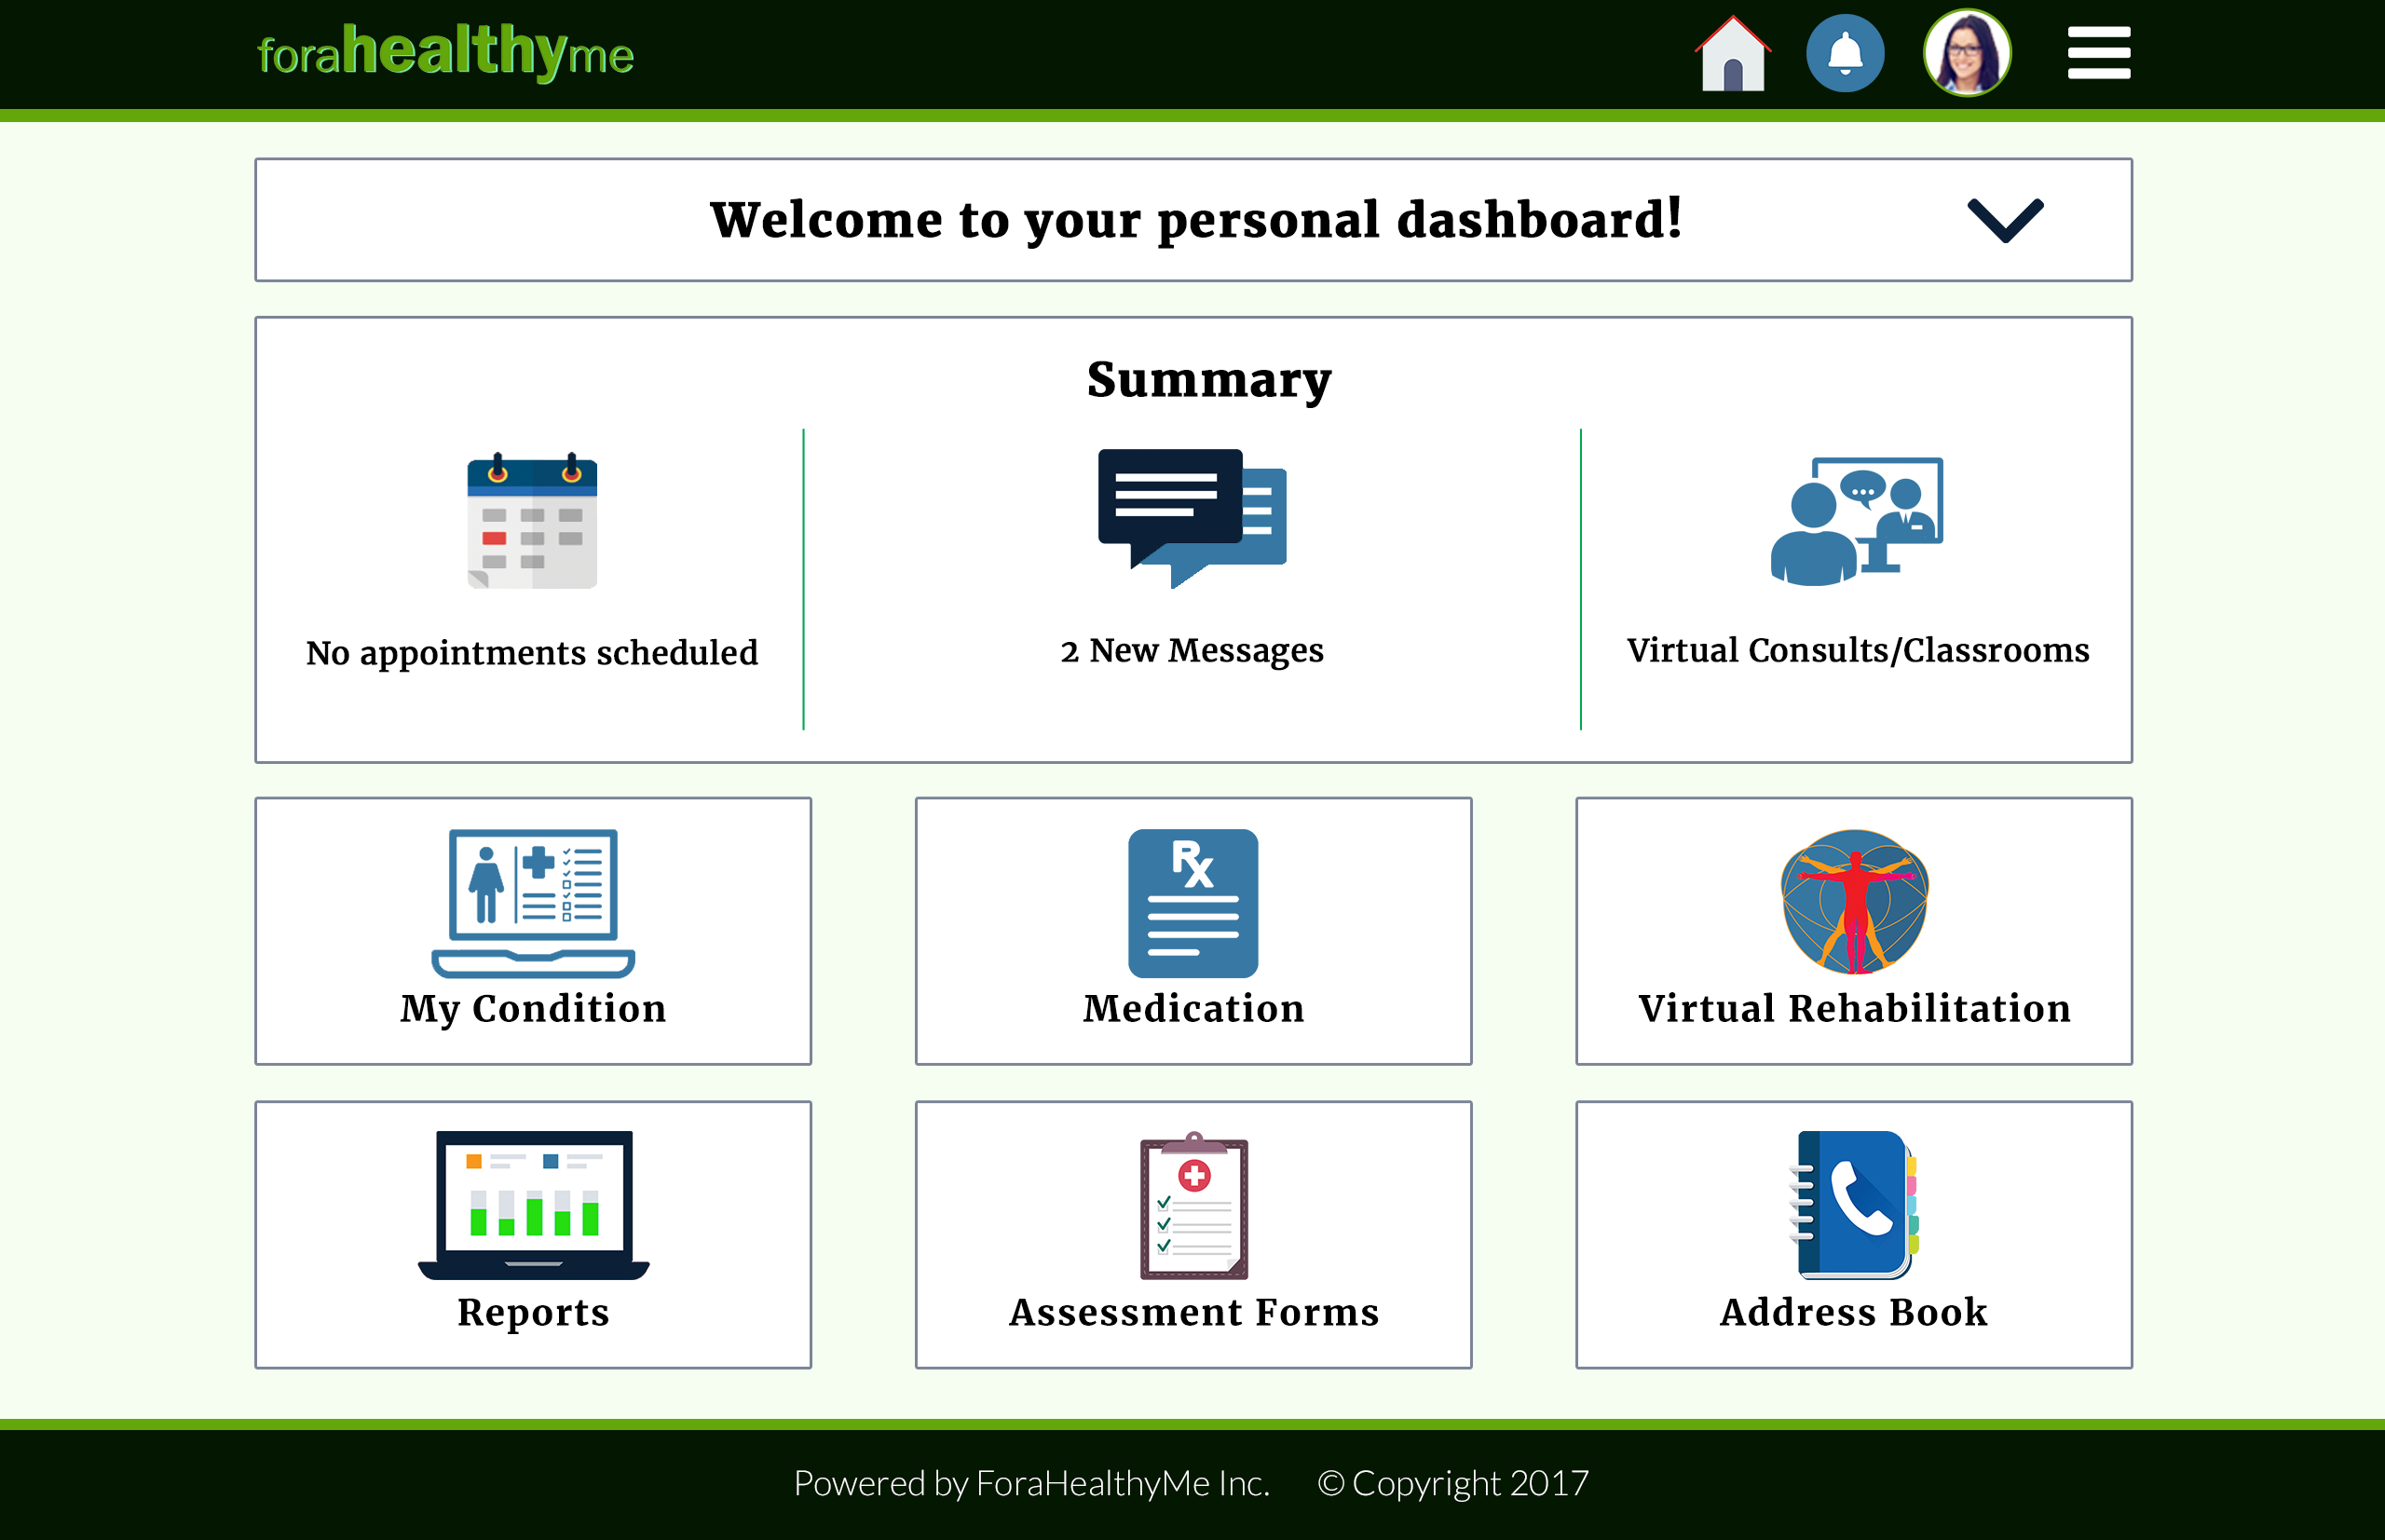 forahealthyme
Welcome to your personal dashboard!
Summary
No appointments scheduled
2 New Messages
Virtual Consults/Classrooms
My Condition
Rx
Medication
Virtual Rehabilitation
Reports
Assessment Forms
Address Book
Powered by ForaHealthyMe Inc. © Copyright 2017